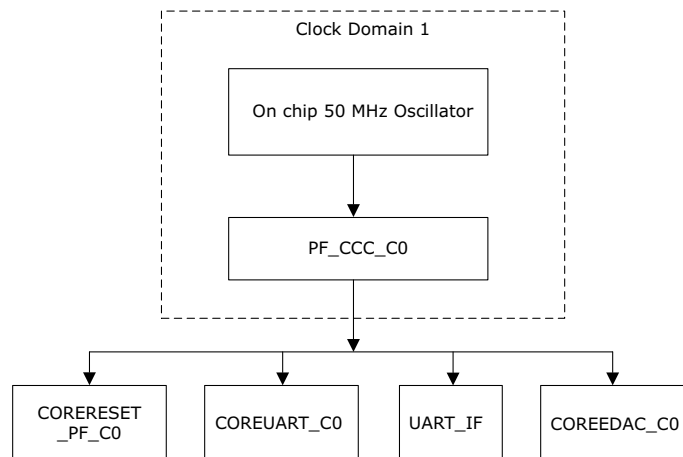 Clock Domain 1
On chip 50 MHz Oscillator
PF_CCC_C0
CORERESET
_PF_C0
COREUART_C0
UART_IF
COREEDAC_C0